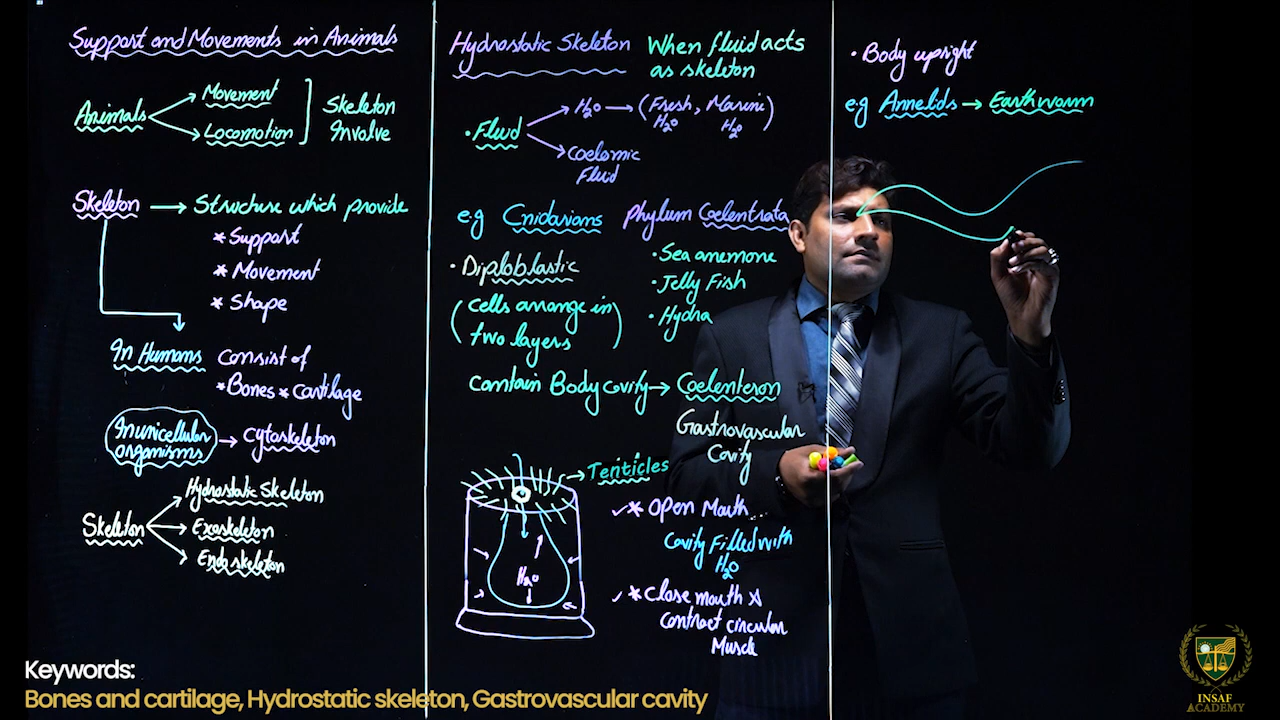 Support and Movements in Animals
Animals
Movement
Locomotion
Skeleton
Involve
Skeleton → Structure which provide
* Support
* Movement
* Shape
In Humans consist of
* Bones * cartilage
In unicellular
organisms → Cytoskeleton
Skeleton
Hydrostatic Skeleton
Exoskeleton
Endoskeleton
Hydrostatic Skeleton When fluid acts
as skeleton
• Fluid
H₂O → (Fresh, Marine)
H₂O H₂O
Coelomic
Fluid
e.g Cnidarians Phylum Coelentrata
• Diploblastic
(cells arrange in
two layers)
• Sea anemone
• Jelly Fish
• Hydra
contain Body cavity → Coelenteron
Gastrovascular
Cavity
→ Tenticles
H₂O
✓ * Open Mouth...
Cavity Filled with
H₂O
✓ * Close mouth &
contract circular
Muscle
• Body upright
e.g Annelids → Earthworm
Keywords:
Bones and cartilage, Hydrostatic skeleton, Gastrovascular cavity
INSAF
ACADEMY